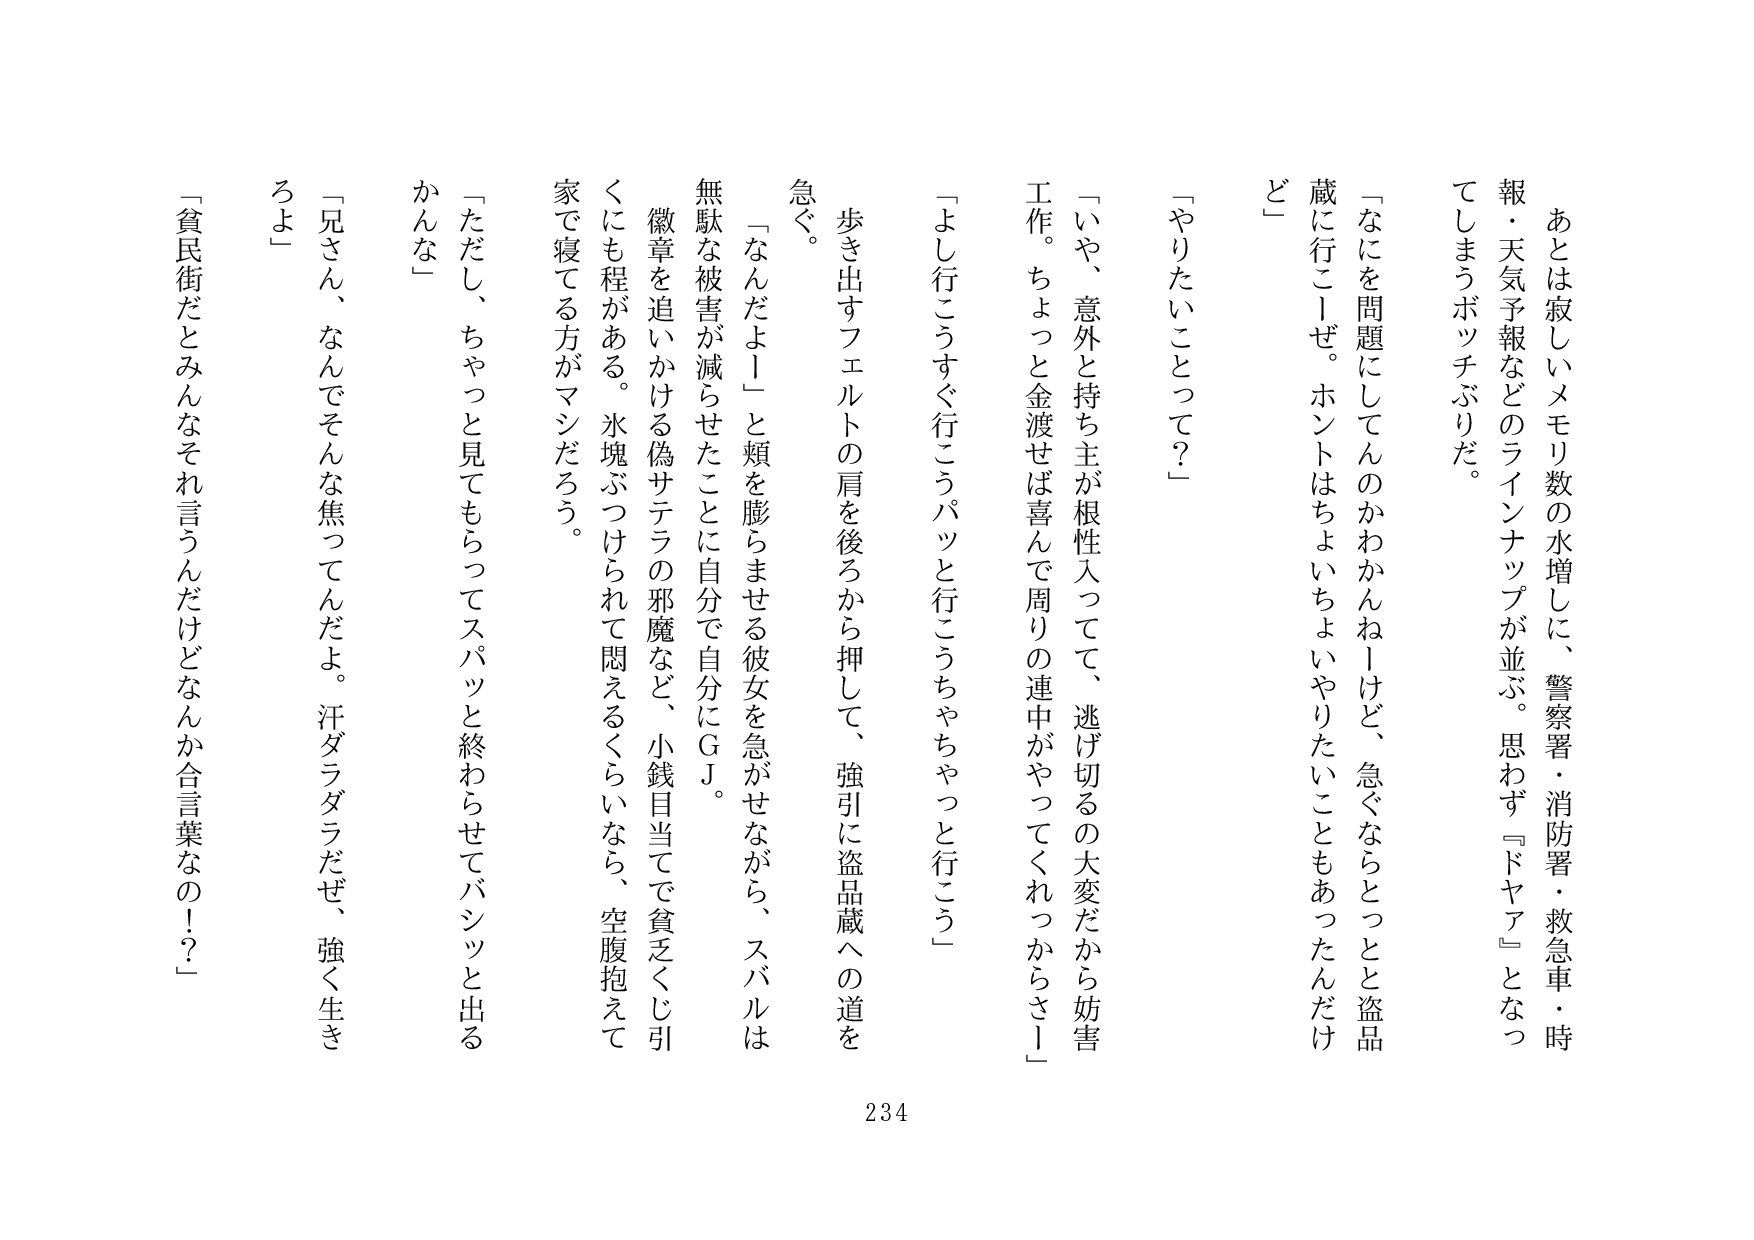 あとは寂しいメモリ数の水増しに、警察署・消防署・救急車・時
報・天気予報などのラインナップが並ぶ。思わず『ドヤァ』となっ
てしまうボッチぶりだ。
「なにを問題にしてんのかわかんねーけど、急ぐならとっとと盗品
蔵に行こーぜ。ホントはちょいちょいやりたいこともあったんだけ
ど」
「やりたいことって？」
「いや、意外と持ち主が根性入ってて、逃げ切るの大変だから妨害
工作。ちょっと金渡せば喜んで周りの連中がやってくれっからさー」
「よし行こうすぐ行こうパッと行こうちゃちゃっと行こう」
　歩き出すフェルトの肩を後ろから押して、強引に盗品蔵への道を
急ぐ。
　「なんだよー」と頬を膨らませる彼女を急がせながら、スバルは
無駄な被害が減らせたことに自分で自分にＧＪ。
　徽章を追いかける偽サテラの邪魔など、小銭目当てで貧乏くじ引
くにも程がある。氷塊ぶつけられて悶えるくらいなら、空腹抱えて
家で寝てる方がマシだろう。
「ただし、ちゃっと見てもらってスパッと終わらせてバシッと出る
かんな」
「兄さん、なんでそんな焦ってんだよ。汗ダラダラだぜ、強く生き
ろよ」
「貧民街だとみんなそれ言うんだけどなんか合言葉なの！？」
234